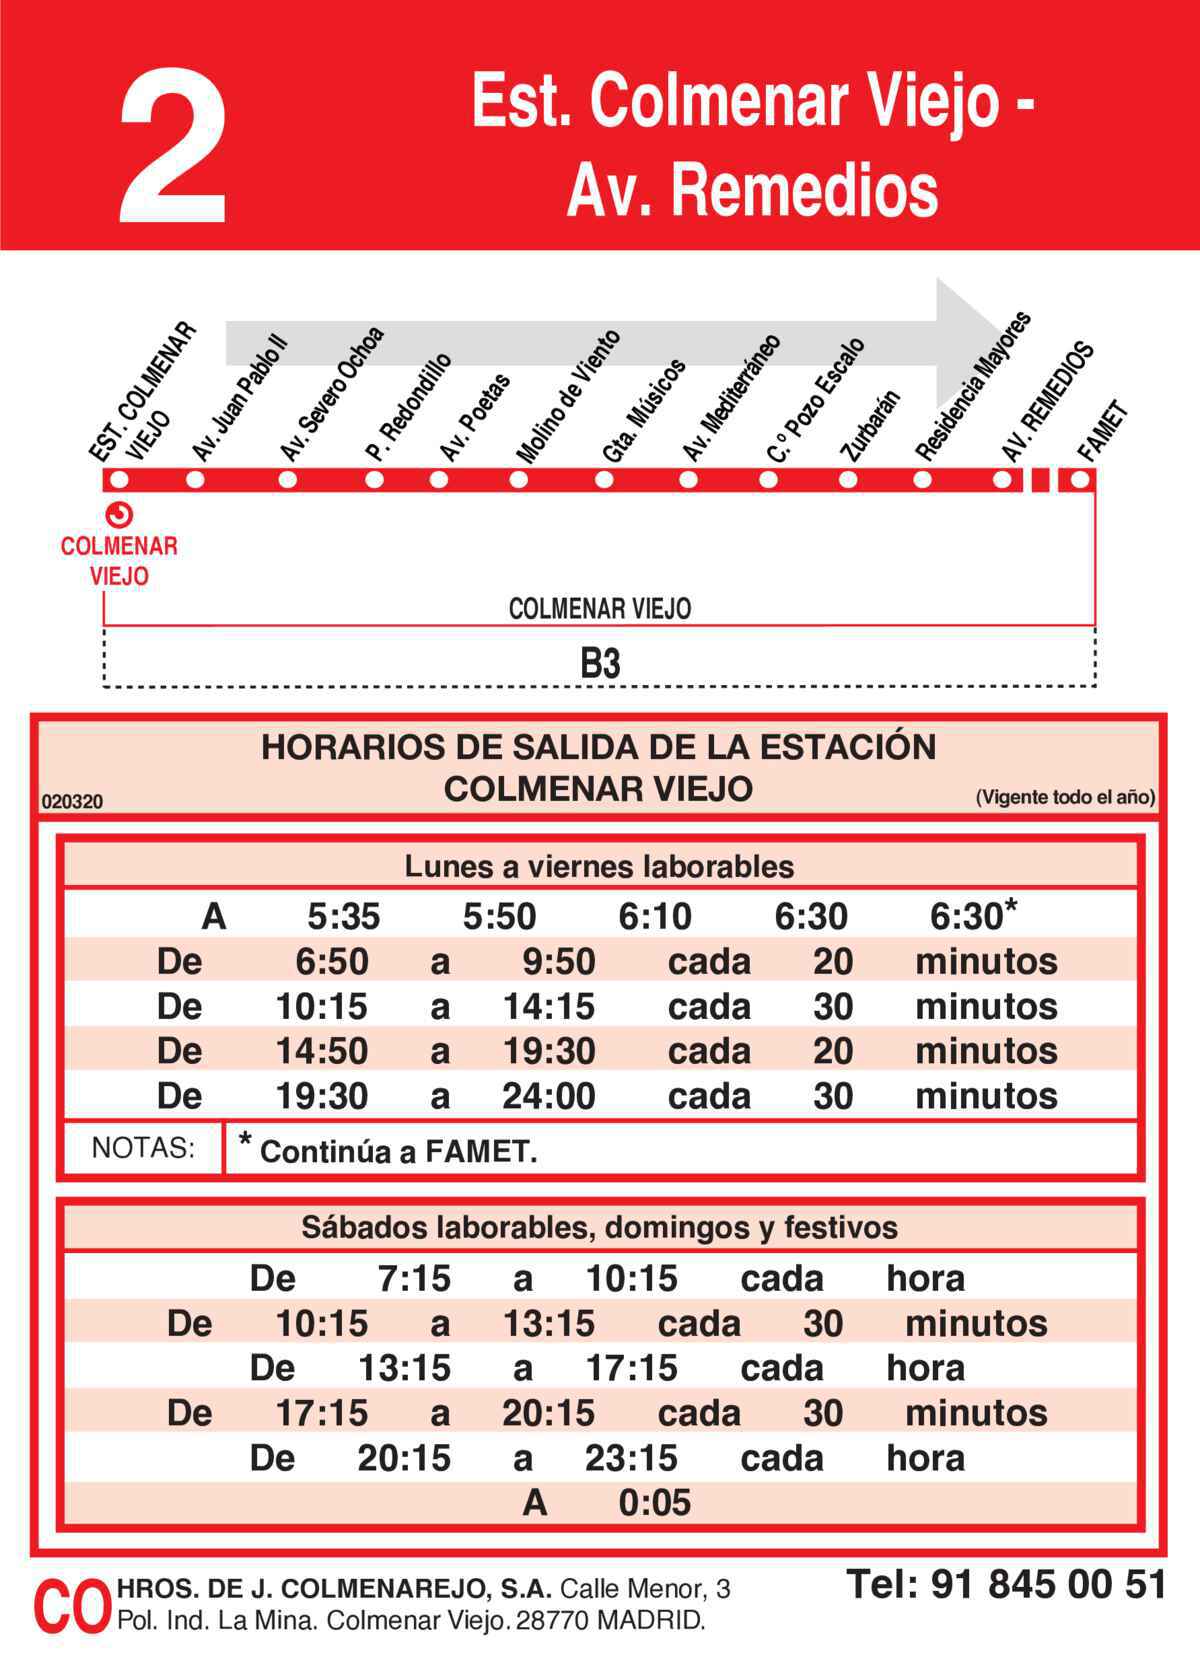 2
Est. Colmenar Viejo -
Av. Remedios
EST. COLMENAR
VIEJO
Av. Juan Pablo II
Av. Severo Ochoa
P. Redondillo
Av. Poetas
Molino de Viento
Gta. Músicos
Av. Mediterráneo
C.º Pozo Escalo
Zurbarán
Residencia Mayores
AV. REMEDIOS
FAMET
COLMENAR
VIEJO
COLMENAR VIEJO
B3
HORARIOS DE SALIDA DE LA ESTACIÓN
COLMENAR VIEJO
020320
(Vigente todo el año)
Lunes a viernes laborables
A 5:35 5:50 6:10 6:30 6:30*
De 6:50 a 9:50 cada 20 minutos
De 10:15 a 14:15 cada 30 minutos
De 14:50 a 19:30 cada 20 minutos
De 19:30 a 24:00 cada 30 minutos
NOTAS: * Continúa a FAMET.
Sábados laborables, domingos y festivos
De 7:15 a 10:15 cada hora
De 10:15 a 13:15 cada 30 minutos
De 13:15 a 17:15 cada hora
De 17:15 a 20:15 cada 30 minutos
De 20:15 a 23:15 cada hora
A 0:05
CO
HROS. DE J. COLMENAREJO, S.A. Calle Menor, 3
Pol. Ind. La Mina. Colmenar Viejo. 28770 MADRID.
Tel: 91 845 00 51